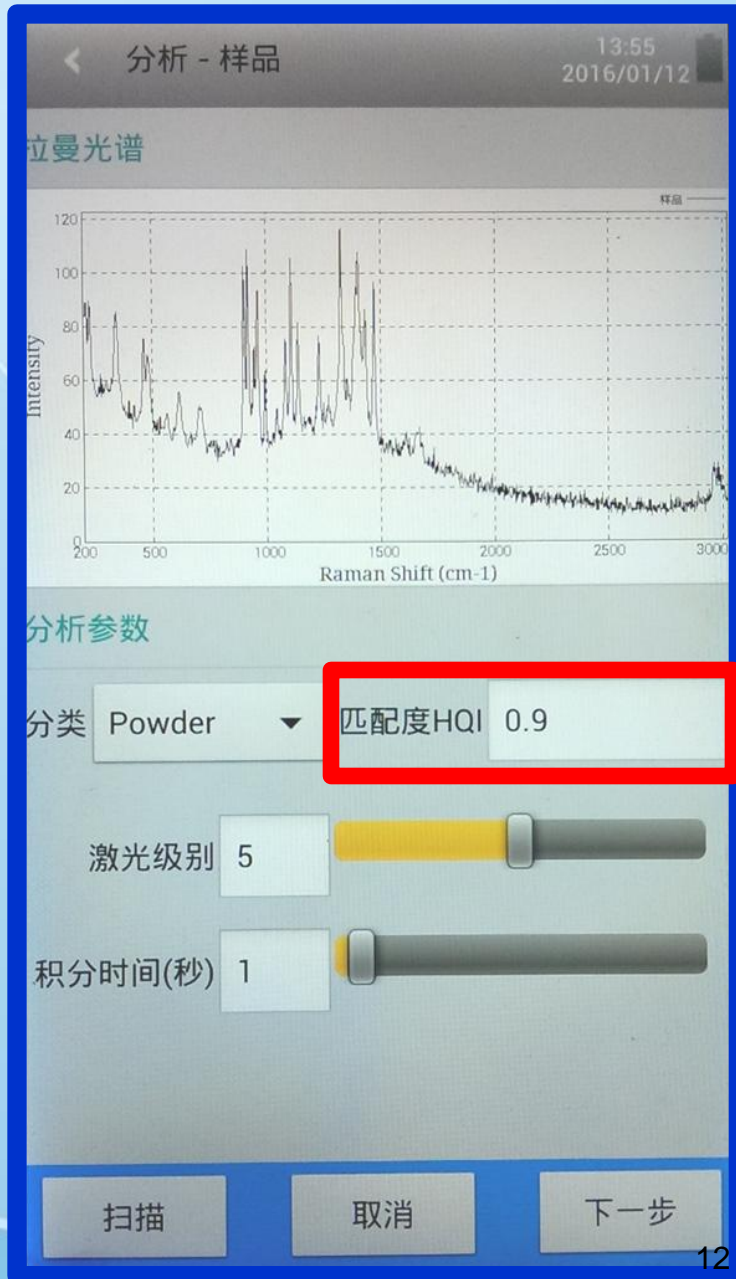 分析 - 样品
13:55
2016/01/12
拉曼光谱
样品
120
100
80
60
40
20
0
Intensity
200 500 1000 1500 2000 2500 3000
Raman Shift (cm-1)
分析参数
分类 Powder 匹配度HQI 0.9
激光级别 5
积分时间(秒) 1
扫描 取消 下一步
12